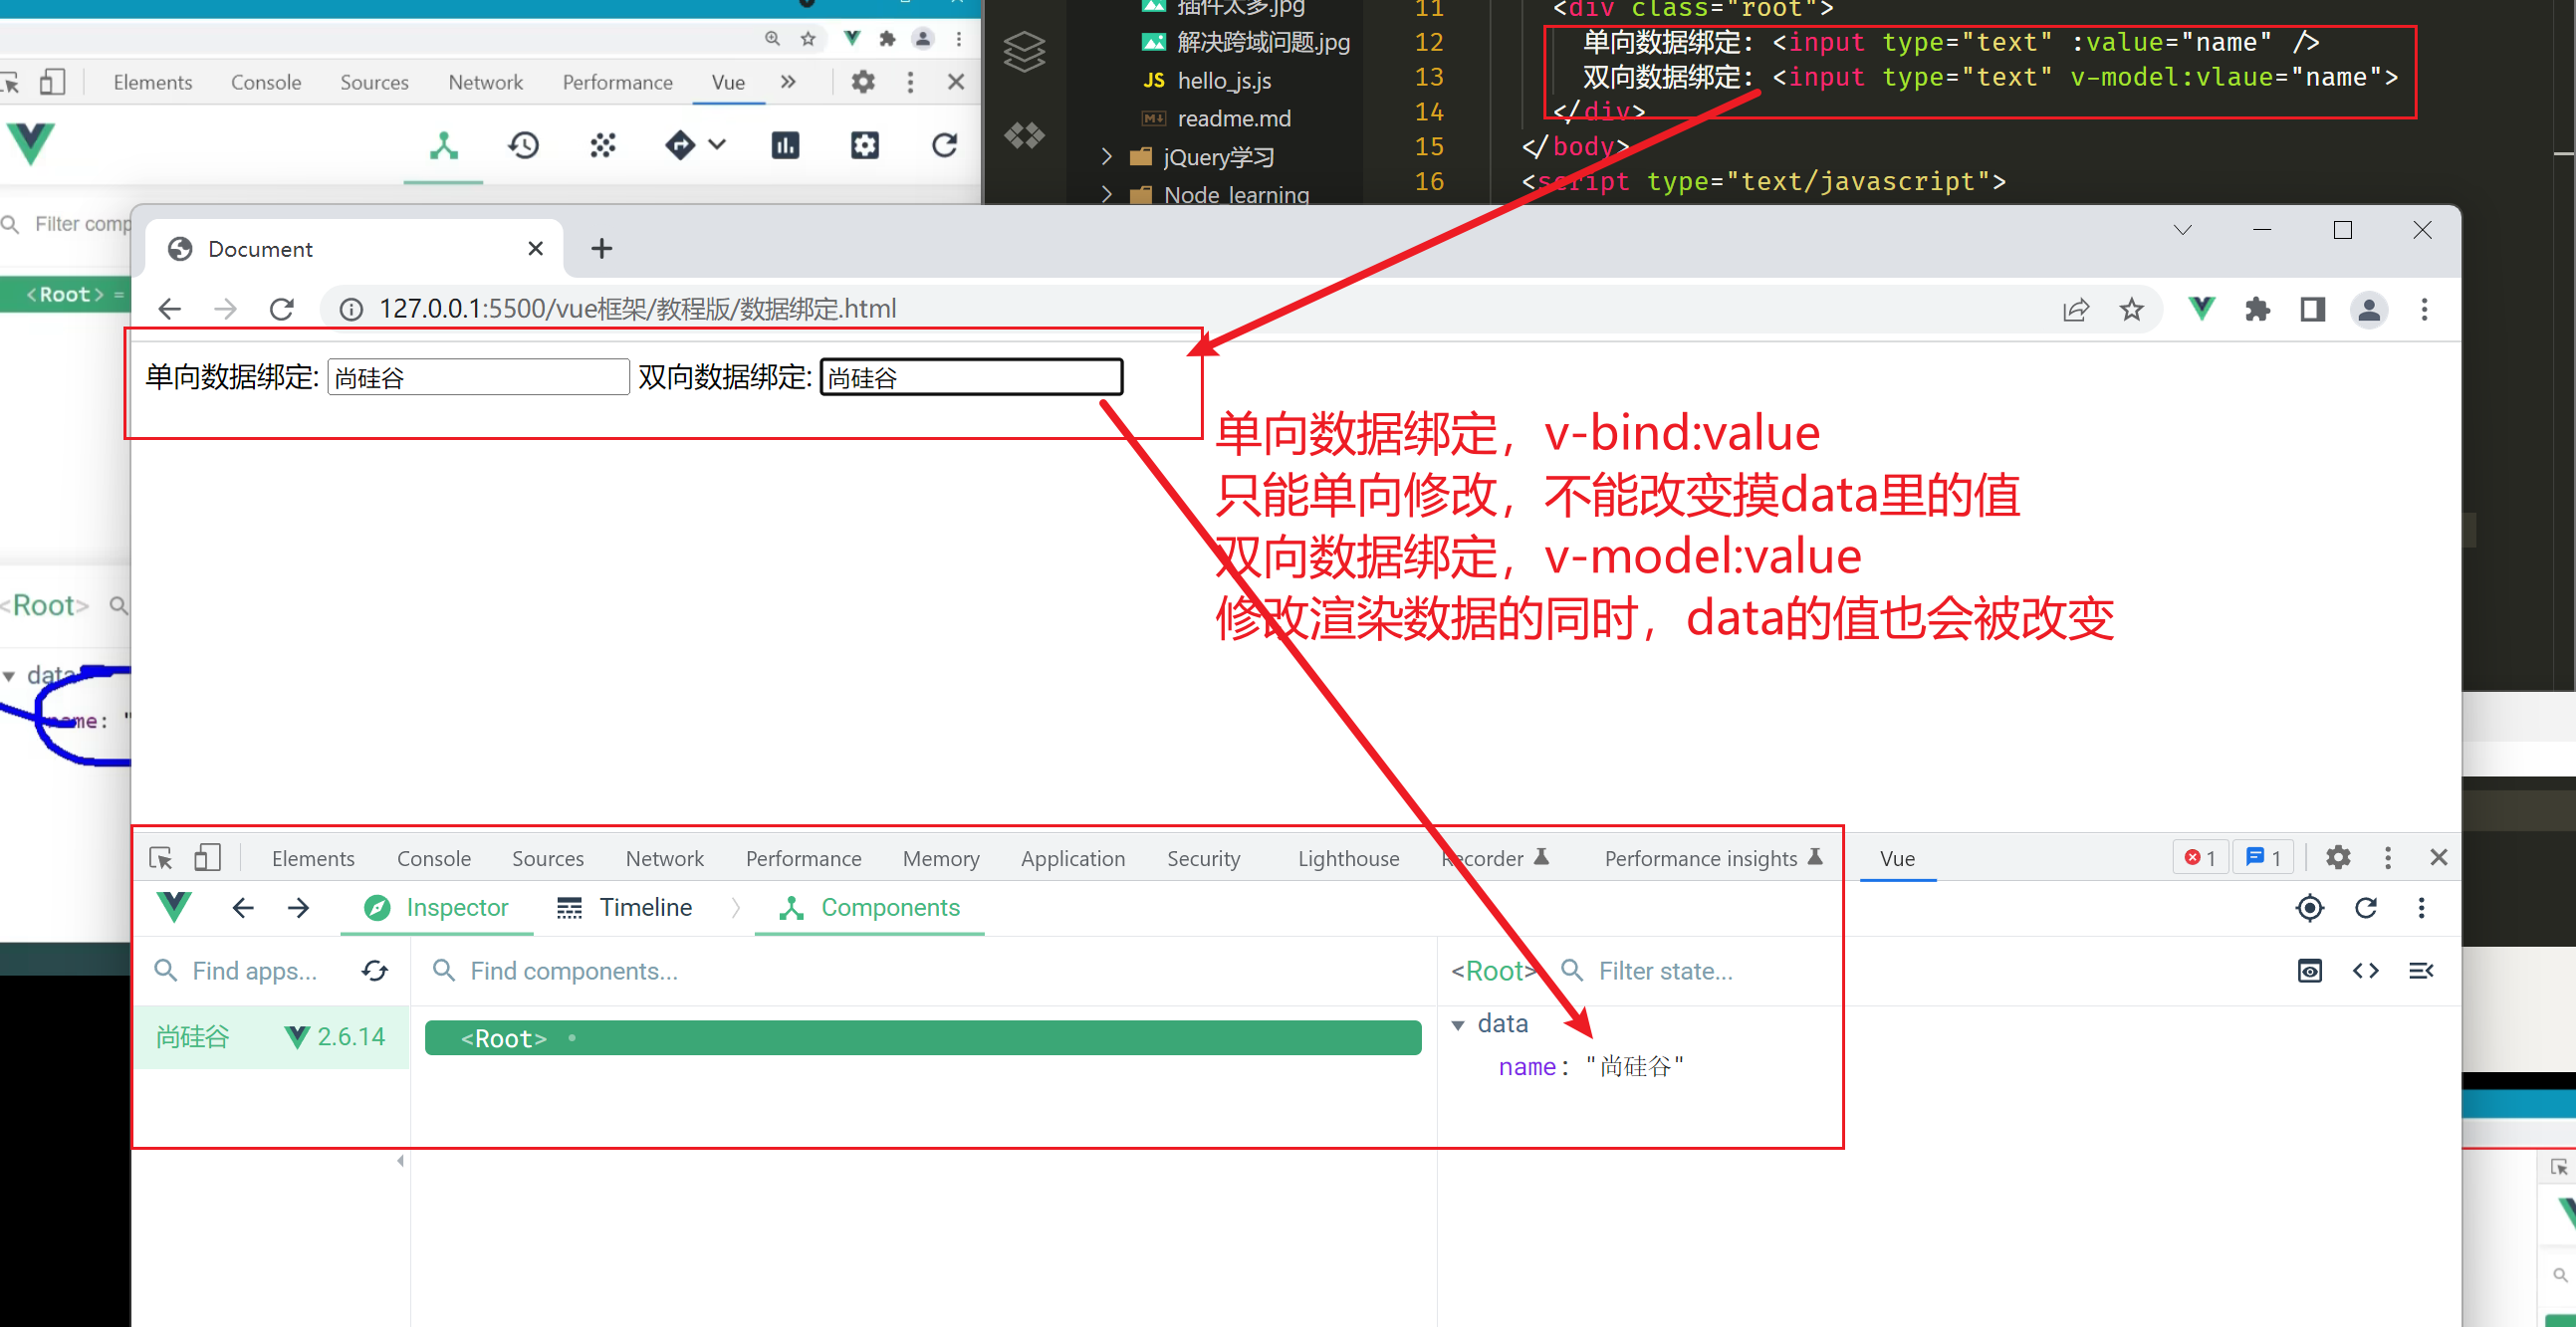 插件太多.jpg
解决跨域问题.jpg
JS hello_js.js
readme.md
jQuery学习
Node_learning
11 <div class="root">
12 单向数据绑定: <input type="text" :value="name" />
13 双向数据绑定: <input type="text" v-model:vlaue="name">
14 </div>
15 </body>
16 <script type="text/javascript">
Elements Console Sources Network Performance Vue
Filter comp
<Root> =
<Root>
data
name: "
Document
127.0.0.1:5500/vue框架/教程版/数据绑定.html
单向数据绑定: 尚硅谷 双向数据绑定: 尚硅谷
单向数据绑定，v-bind:value
只能单向修改，不能改变摸data里的值
双向数据绑定，v-model:value
修改渲染数据的同时，data的值也会被改变
Elements Console Sources Network Performance Memory Application Security Lighthouse Recorder Performance insights Vue 1 1
Inspector Timeline Components
Find apps... Find components... <Root> Filter state...
尚硅谷 2.6.14 <Root>
data
name: "尚硅谷"